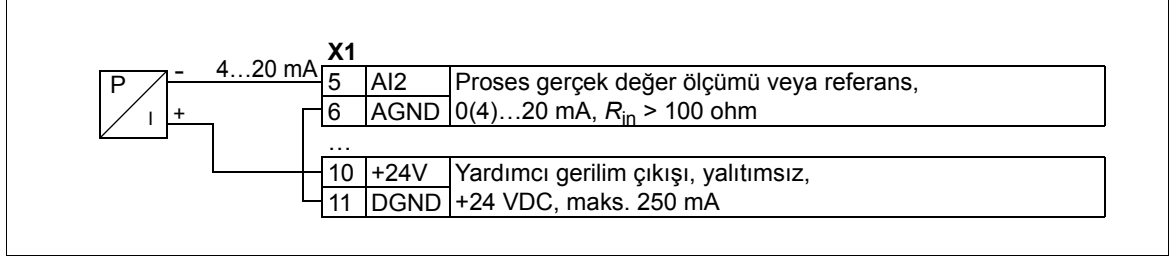 X1
P
I
-
+
4…20 mA
5 AI2 Proses gerçek değer ölçümü veya referans,
6 AGND 0(4)…20 mA, Rin > 100 ohm
…
10 +24V Yardımcı gerilim çıkışı, yalıtımsız,
11 DGND +24 VDC, maks. 250 mA